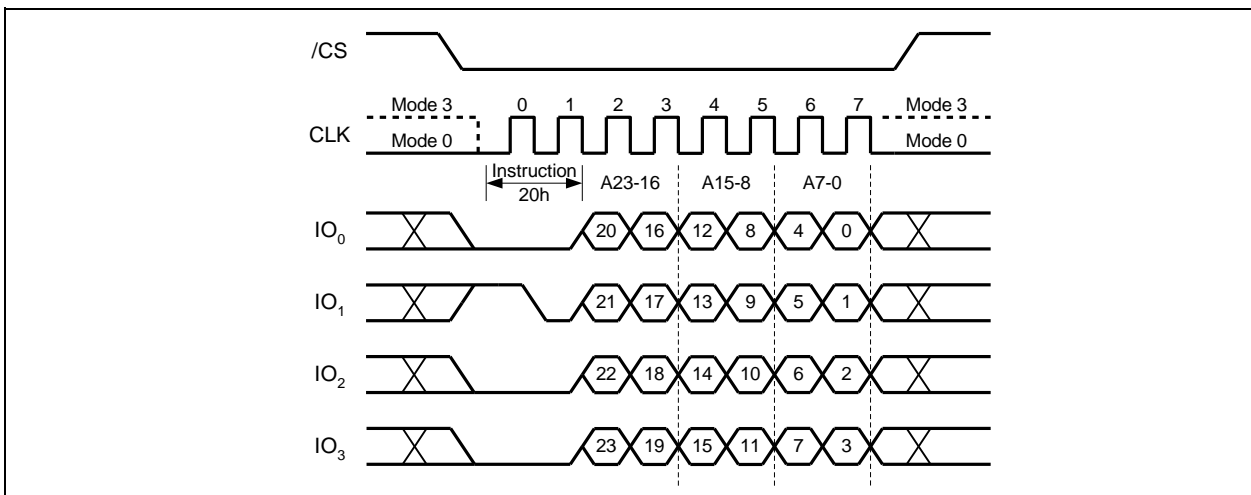 /CS
Mode 3 0 1 2 3 4 5 6 7 Mode 3
CLK
Mode 0 Mode 0
Instruction
20h A23-16 A15-8 A7-0
IO0 20 16 12 8 4 0
IO1 21 17 13 9 5 1
IO2 22 18 14 10 6 2
IO3 23 19 15 11 7 3